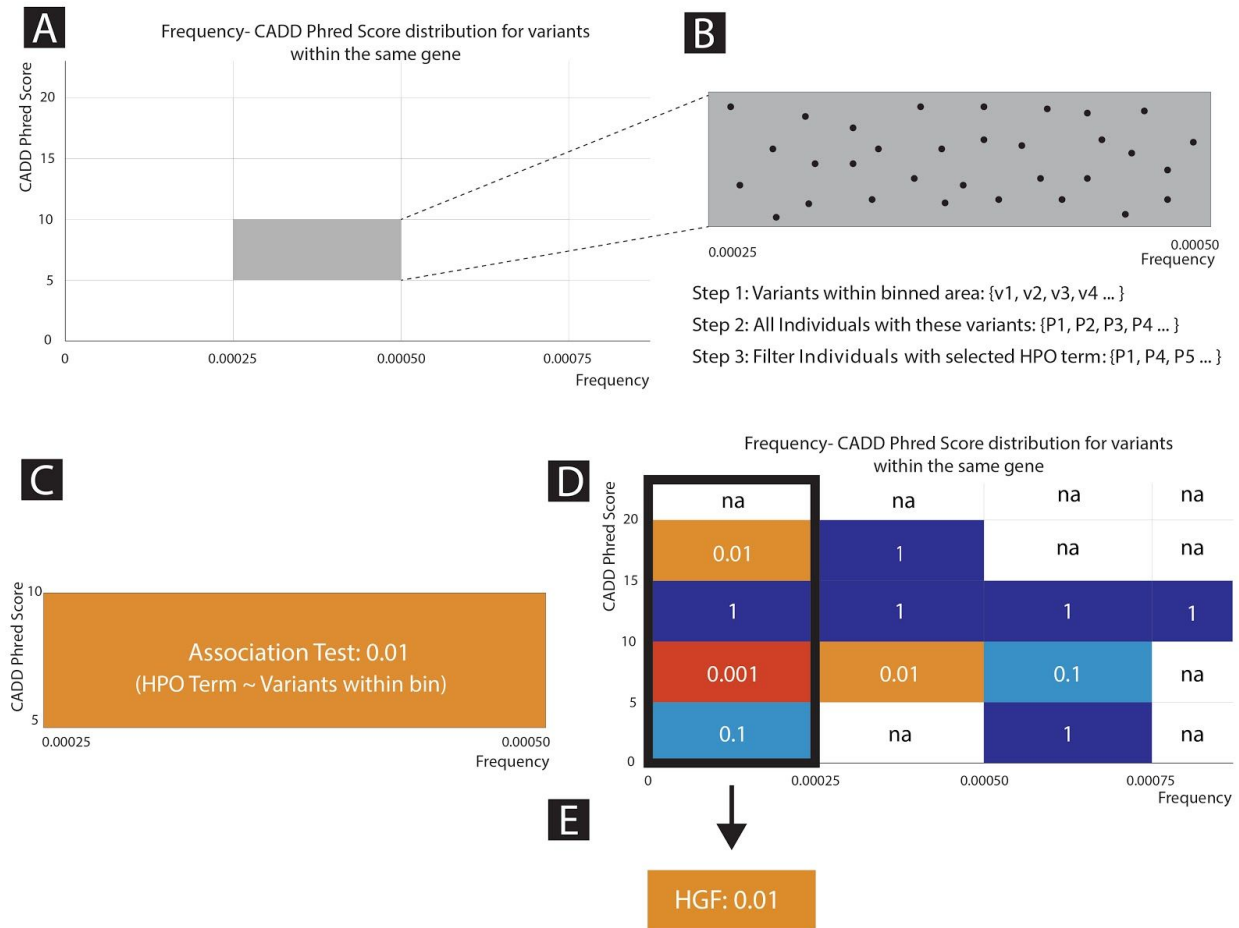 A
Frequency- CADD Phred Score distribution for variants
within the same gene
CADD Phred Score
20
15
10
5
0
0
0.00025
0.00050
0.00075
Frequency
B
0.00025
0.00050
Frequency
Step 1: Variants within binned area: {v1, v2, v3, v4 ... }
Step 2: All Individuals with these variants: {P1, P2, P3, P4 ... }
Step 3: Filter Individuals with selected HPO term: {P1, P4, P5 ... }
C
CADD Phred Score
10
5
Association Test: 0.01
(HPO Term ~ Variants within bin)
0.00025
0.00050
Frequency
D
Frequency- CADD Phred Score distribution for variants
within the same gene
CADD Phred Score
na na na na
20
0.01 1 na na
15
1 1 1 1
10
0.001 0.01 0.1 na
5
0.1 na 1 na
0
0 0.00025 0.00050 0.00075
Frequency
E
HGF: 0.01